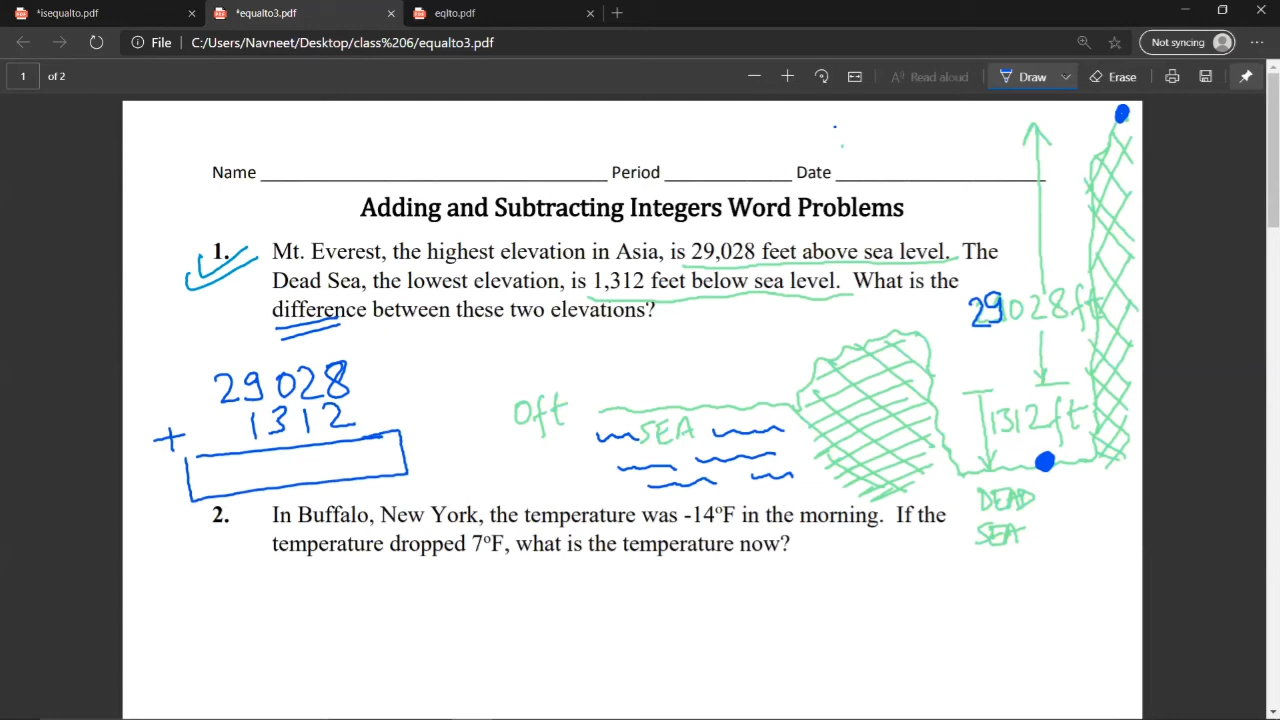 *isequalto.pdf
*equalto3.pdf
eqlto.pdf
File C:/Users/Navneet/Desktop/class%206/equalto3.pdf
Not syncing
1 of 2
Read aloud
Draw
Erase
Name ________ Period ________ Date ________
Adding and Subtracting Integers Word Problems
1. Mt. Everest, the highest elevation in Asia, is 29,028 feet above sea level. The
Dead Sea, the lowest elevation, is 1,312 feet below sea level. What is the
difference between these two elevations?
29028ft
29028
+ 1312
0ft
SEA
1312ft
DEAD
SEA
2. In Buffalo, New York, the temperature was -14ºF in the morning. If the
temperature dropped 7ºF, what is the temperature now?